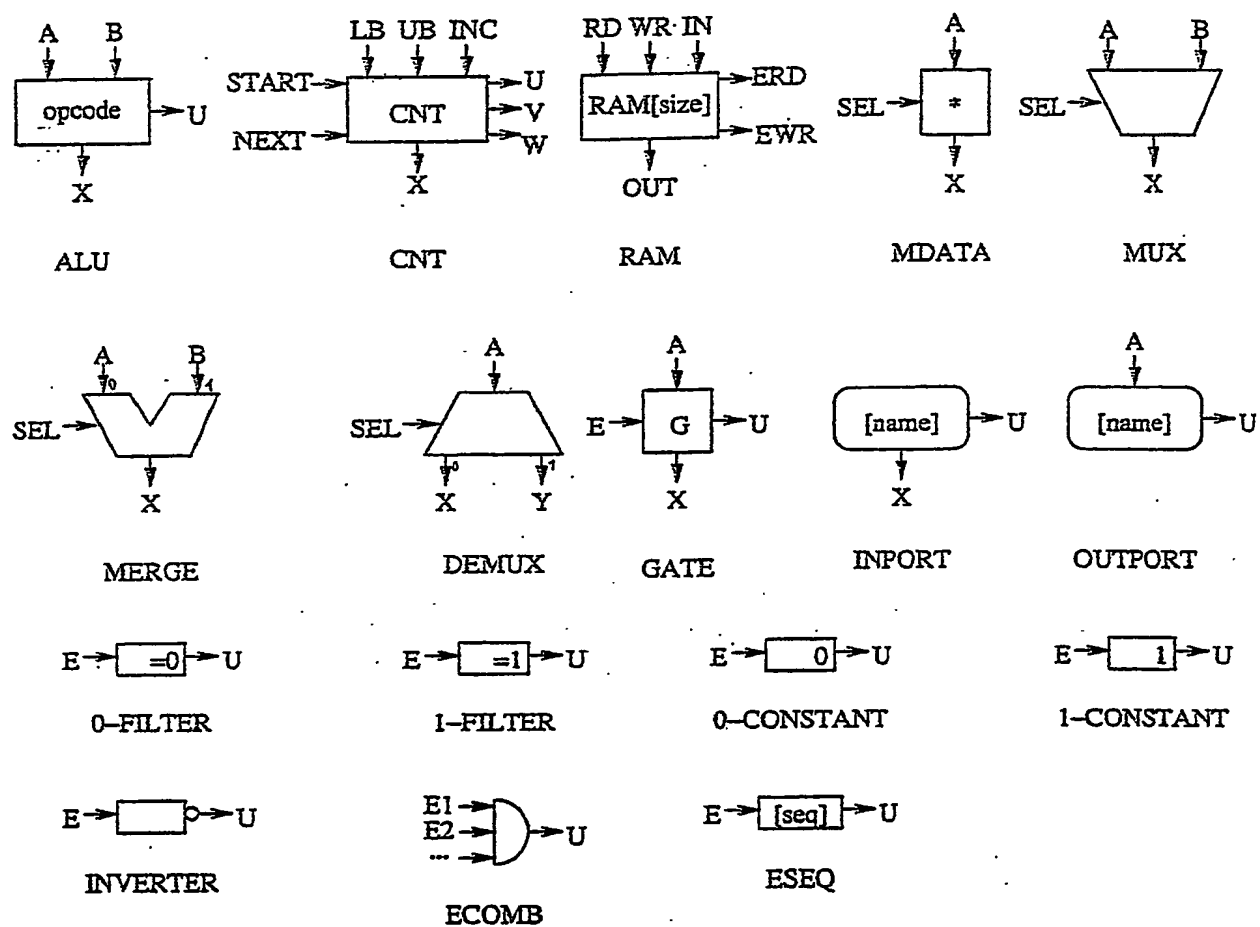 A B
LB UB INC
RD WR IN
A
A B
START
NEXT
opcode
U
CNT
U
V
W
RAM[size]
ERD
EWR
SEL
*
SEL
X
X
OUT
X
X
ALU
CNT
RAM
MDATA
MUX
A B
0 1
SEL
X
A
SEL
0 1
X Y
A
E
G
U
X
[name]
U
X
A
[name]
U
MERGE
DEMUX
GATE
INPORT
OUTPORT
E =0 U
E =1 U
E 0 U
E 1 U
0-FILTER
1-FILTER
0-CONSTANT
1-CONSTANT
E U
E1
E2
...
U
E [seq] U
INVERTER
ECOMB
ESEQ